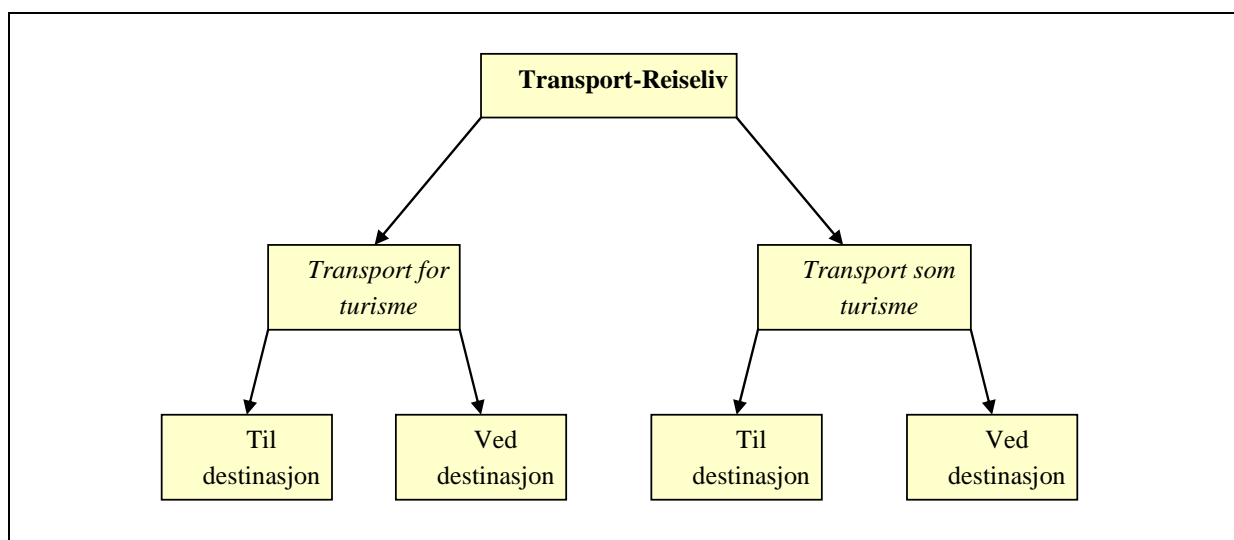 Transport-Reiseliv
Transport for
turisme
Transport som
turisme
Til
destinasjon
Ved
destinasjon
Til
destinasjon
Ved
destinasjon